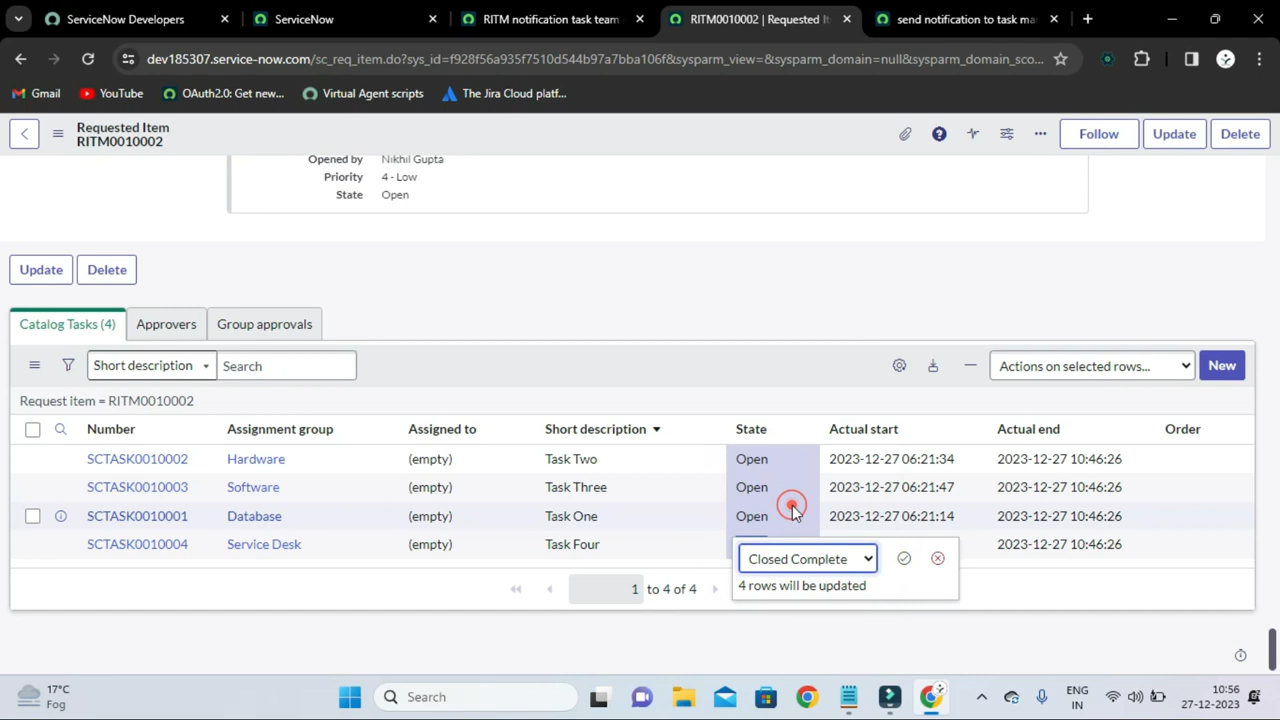 ServiceNow Developers
ServiceNow
RITM notification task team
RITM0010002 | Requested It
send notification to task ma
dev185307.service-now.com/sc_req_item.do?sys_id=f928f56a935f7510d544b97a7bba106f&sysparm_view=&sysparm_domain=null&sysparm_domain_sco...
Gmail
YouTube
OAuth2.0: Get new...
Virtual Agent scripts
The Jira Cloud platf...
Requested Item
RITM0010002
Follow
Update
Delete
Opened by Nikhil Gupta
Priority 4 - Low
State Open
Update
Delete
Catalog Tasks (4)
Approvers
Group approvals
Short description
Search
Actions on selected rows...
New
Request item = RITM0010002
Number Assignment group Assigned to Short description State Actual start Actual end Order
SCTASK0010002 Hardware (empty) Task Two Open 2023-12-27 06:21:34 2023-12-27 10:46:26
SCTASK0010003 Software (empty) Task Three Open 2023-12-27 06:21:47 2023-12-27 10:46:26
SCTASK0010001 Database (empty) Task One Open 2023-12-27 06:21:14 2023-12-27 10:46:26
SCTASK0010004 Service Desk (empty) Task Four 2023-12-27 10:46:26
Closed Complete
4 rows will be updated
1 to 4 of 4
17°C
Fog
Search
ENG
IN
10:56
27-12-2023